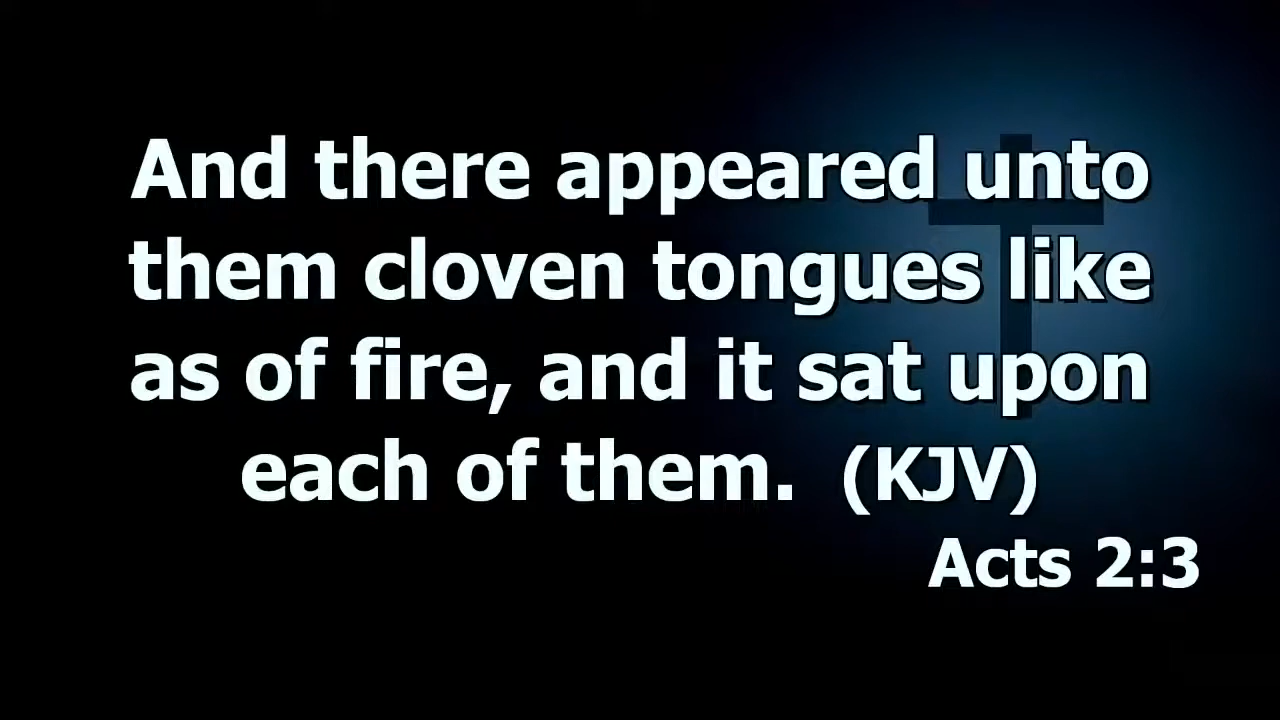 And there appeared unto
them cloven tongues like
as of fire, and it sat upon
each of them. (KJV)
Acts 2:3